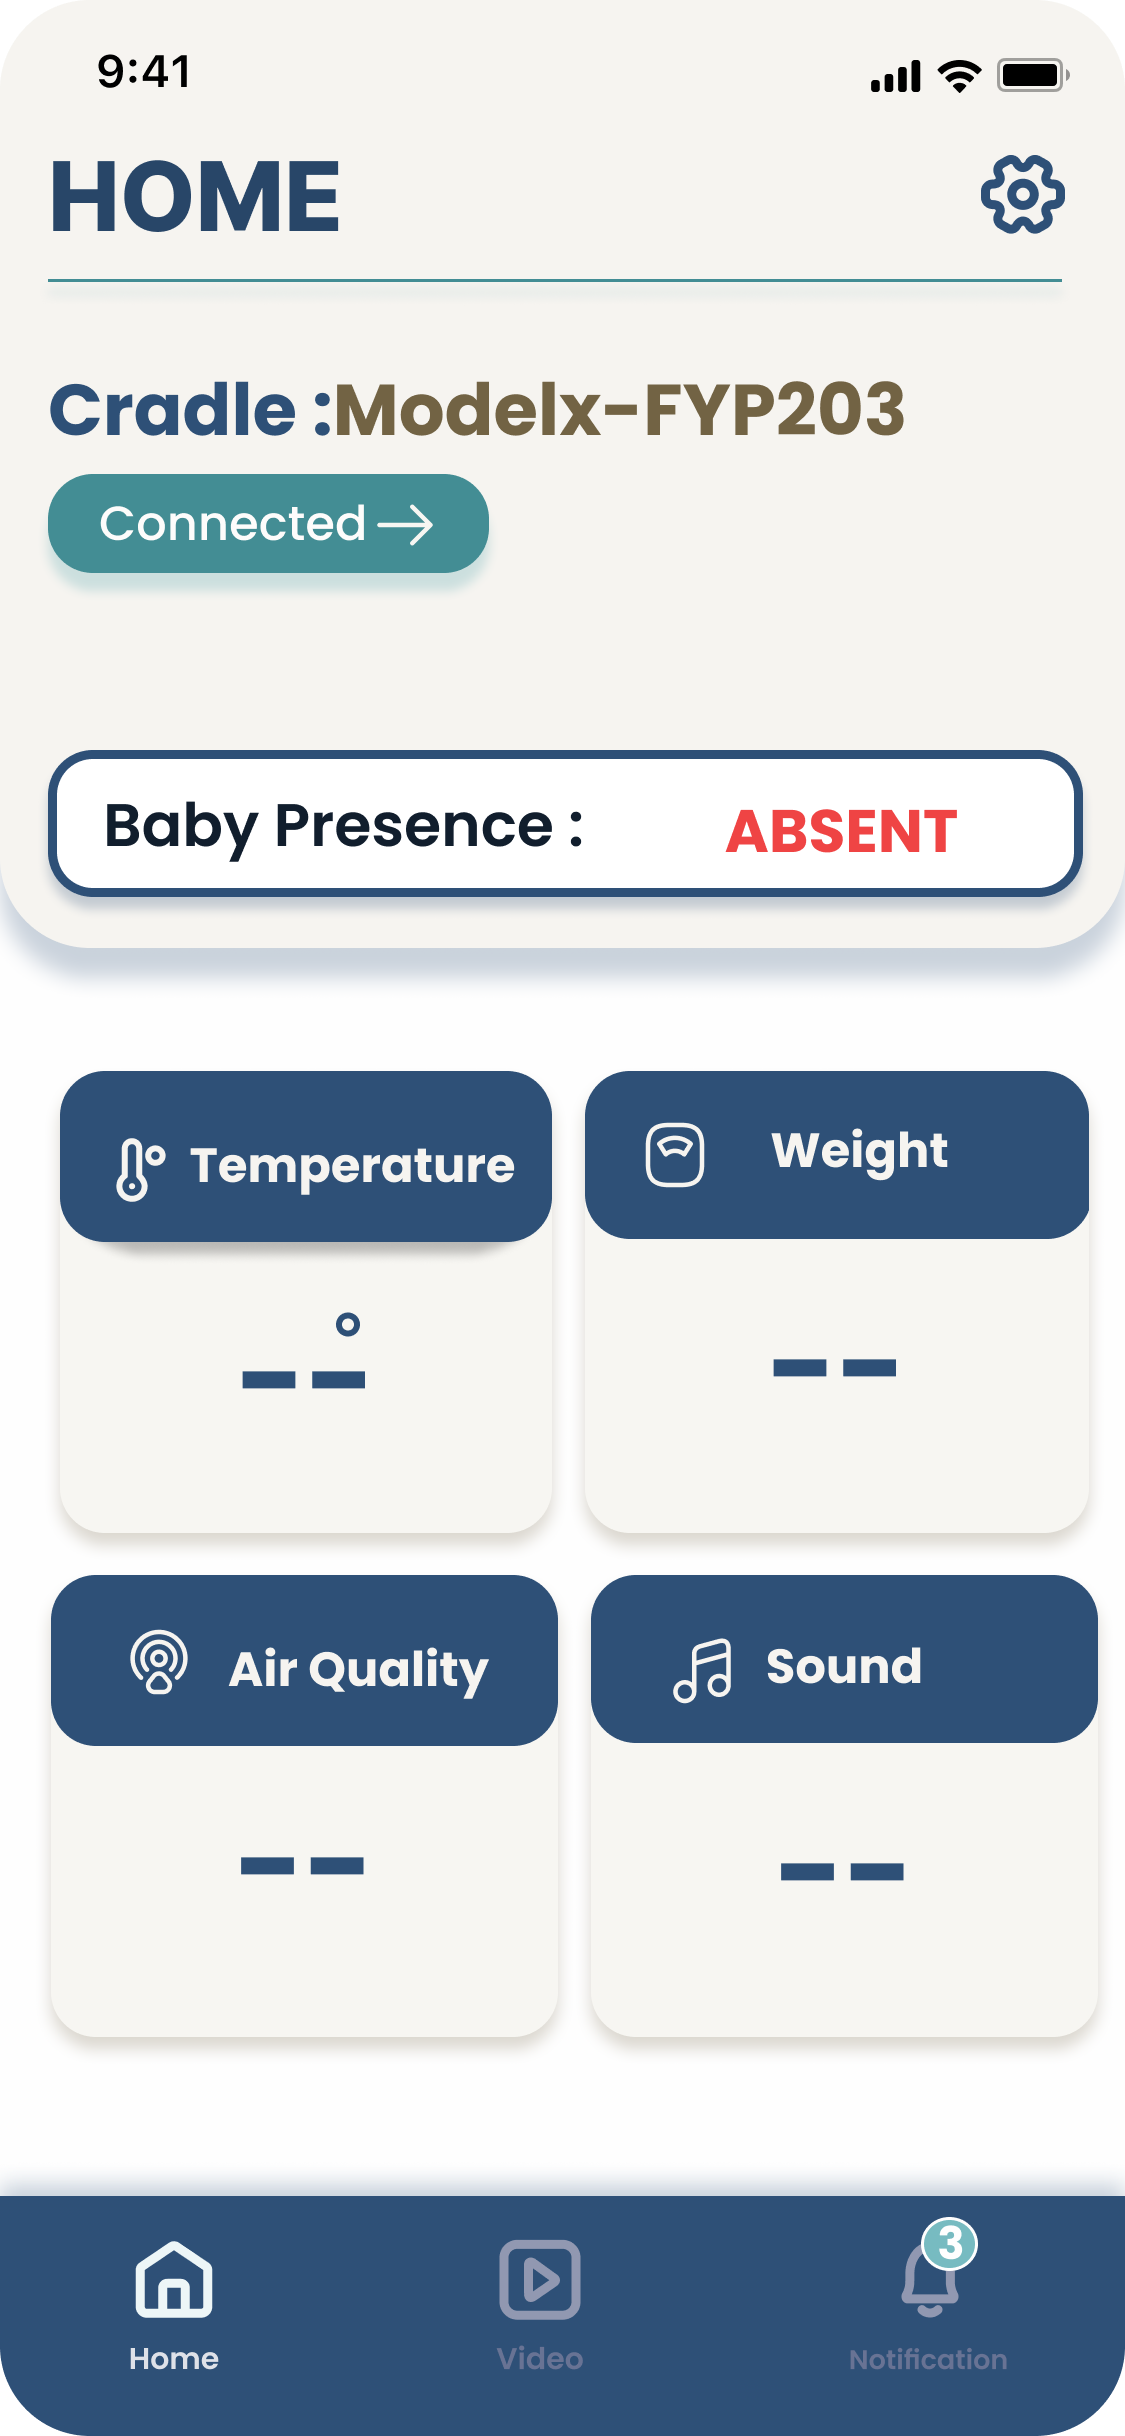 9:41
HOME
Cradle :Modelx-FYP203
Connected →
Baby Presence : ABSENT
Temperature
Weight
_ _°
_ _
Air Quality
Sound
_ _
_ _
3
Home
Video
Notification